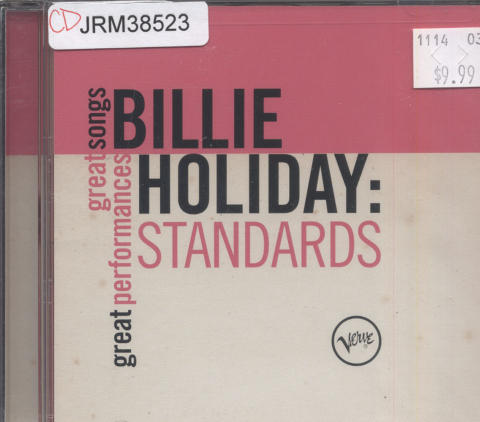 CD JRM38523
1114 03
$9.99
great songs
great performances
BILLIE
HOLIDAY:
STANDARDS
Verve